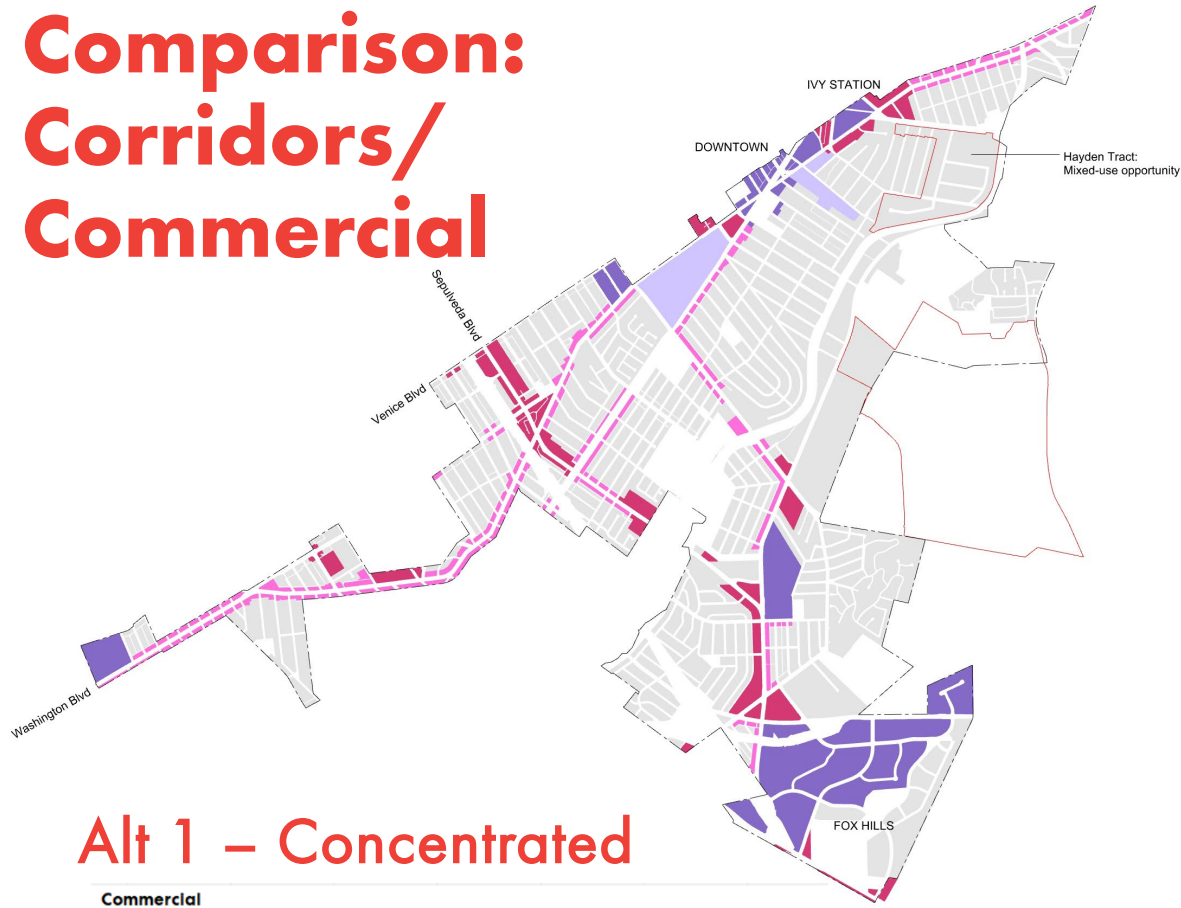 Comparison:
Corridors/
Commercial
IVY STATION
DOWNTOWN
Hayden Tract:
Mixed-use opportunity
Sepulveda Blvd
Venice Blvd
Washington Blvd
FOX HILLS
Alt 1 – Concentrated
Commercial